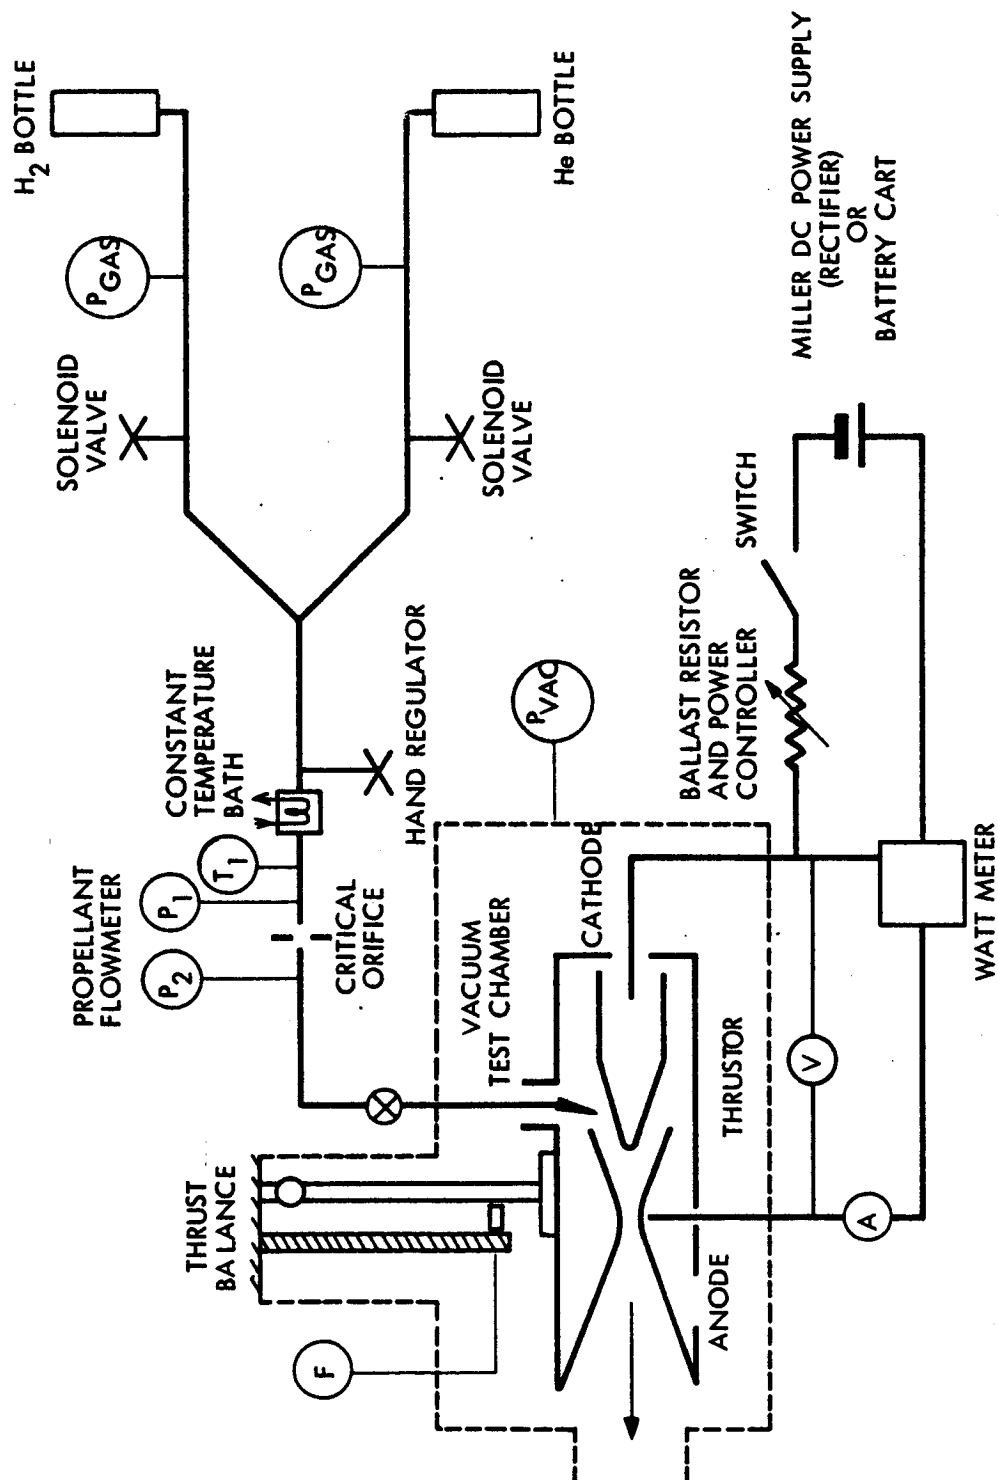 H2 BOTTLE
He BOTTLE
PGAS
PGAS
SOLENOID
VALVE
SOLENOID
VALVE
MILLER DC POWER SUPPLY
(RECTIFIER)
OR
BATTERY CART
SWITCH
BALLAST RESISTOR
AND POWER
CONTROLLER
CONSTANT
TEMPERATURE
BATH
HAND REGULATOR
PVAC
PROPELLANT
FLOWMETER
T1
P1
P2
CRITICAL
ORIFICE
VACUUM
TEST CHAMBER
CATHODE
WATT METER
THRUSTOR
V
A
THRUST
BALANCE
ANODE
F